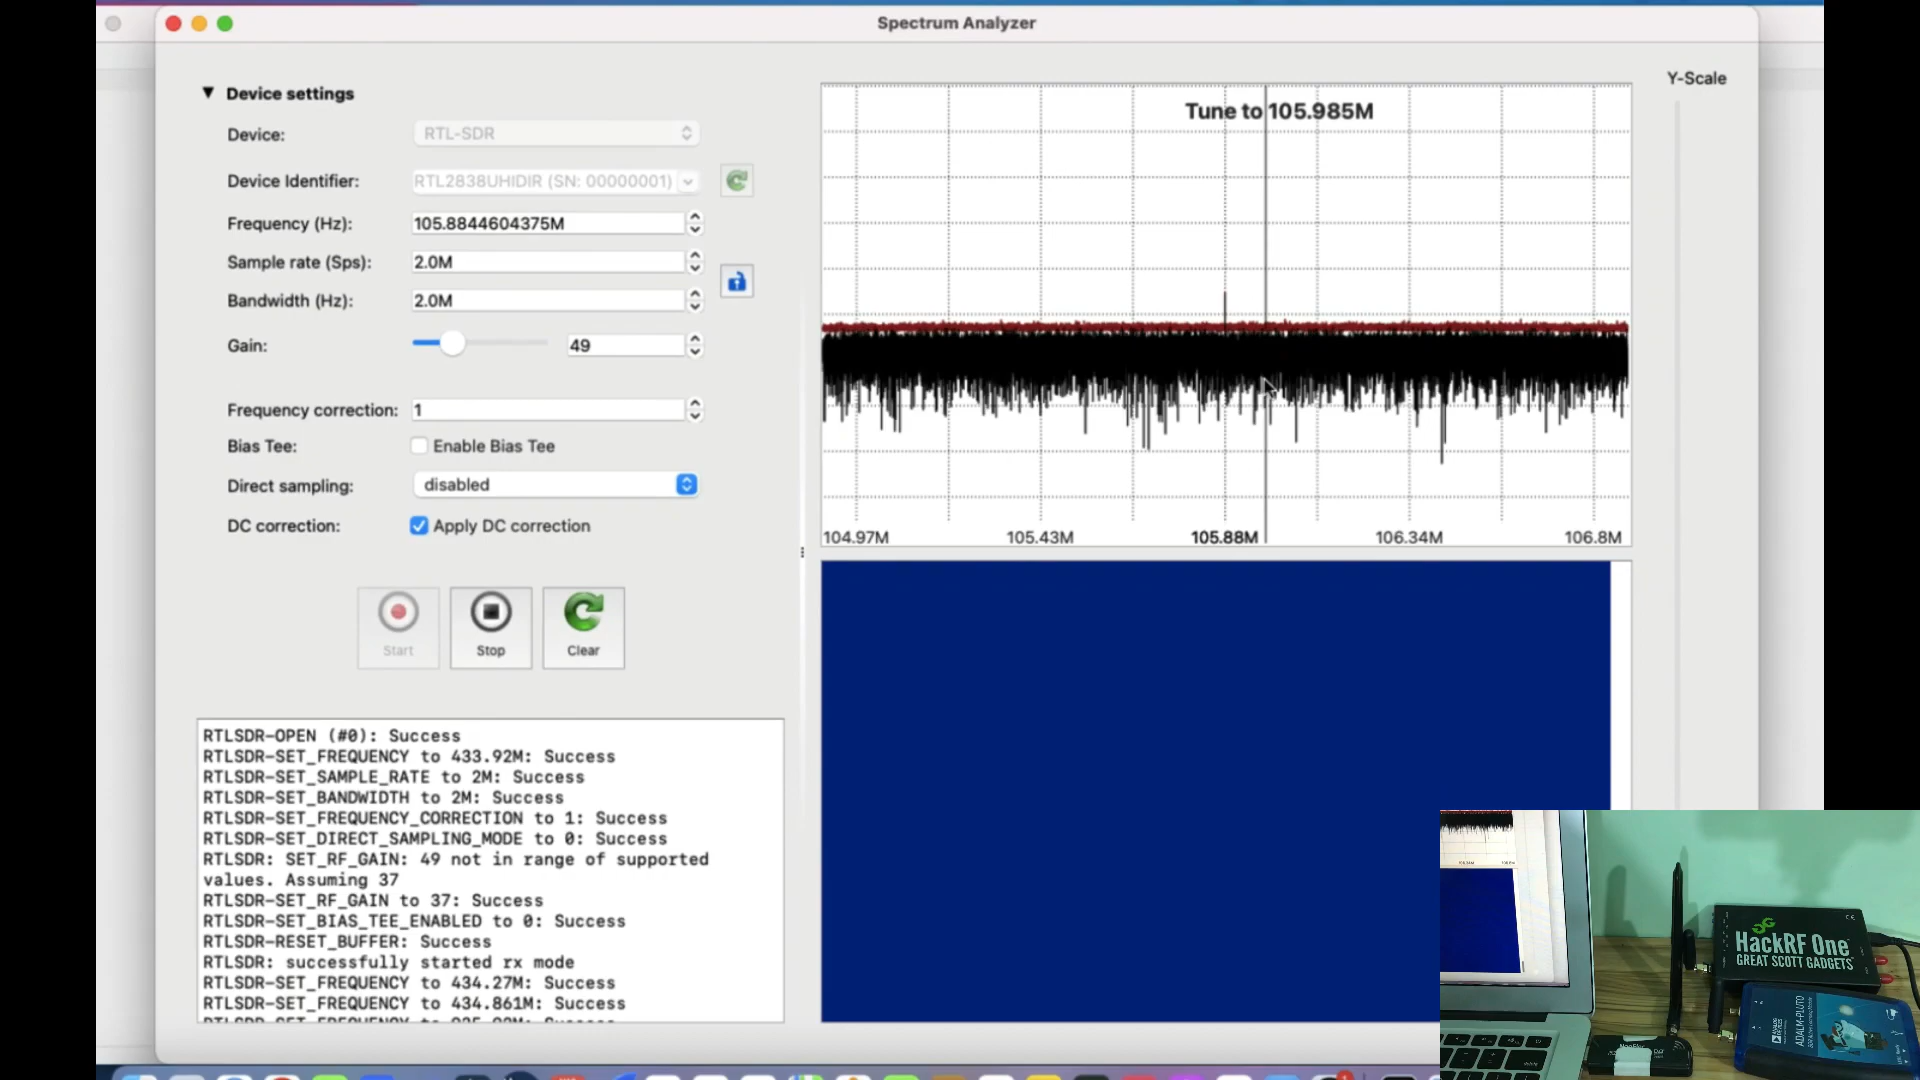 Spectrum Analyzer
Device settings
Device:
RTL-SDR
Device Identifier:
RTL2838UHIDIR (SN: 00000001)
Frequency (Hz):
105.8844604375M
Sample rate (Sps):
2.0M
Bandwidth (Hz):
2.0M
Gain:
49
Frequency correction:
1
Bias Tee:
Enable Bias Tee
Direct sampling:
disabled
DC correction:
Apply DC correction
Start
Stop
Clear
RTLSDR-OPEN (#0): Success
RTLSDR-SET_FREQUENCY to 433.92M: Success
RTLSDR-SET_SAMPLE_RATE to 2M: Success
RTLSDR-SET_BANDWIDTH to 2M: Success
RTLSDR-SET_FREQUENCY_CORRECTION to 1: Success
RTLSDR-SET_DIRECT_SAMPLING_MODE to 0: Success
RTLSDR: SET_RF_GAIN: 49 not in range of supported
values. Assuming 37
RTLSDR-SET_RF_GAIN to 37: Success
RTLSDR-SET_BIAS_TEE_ENABLED to 0: Success
RTLSDR-RESET_BUFFER: Success
RTLSDR: successfully started rx mode
RTLSDR-SET_FREQUENCY to 434.27M: Success
RTLSDR-SET_FREQUENCY to 434.861M: Success
Y-Scale
Tune to 105.985M
104.97M
105.43M
105.88M
106.34M
106.8M
HackRF One
GREAT SCOTT GADGETS
ADALM-PLUTO